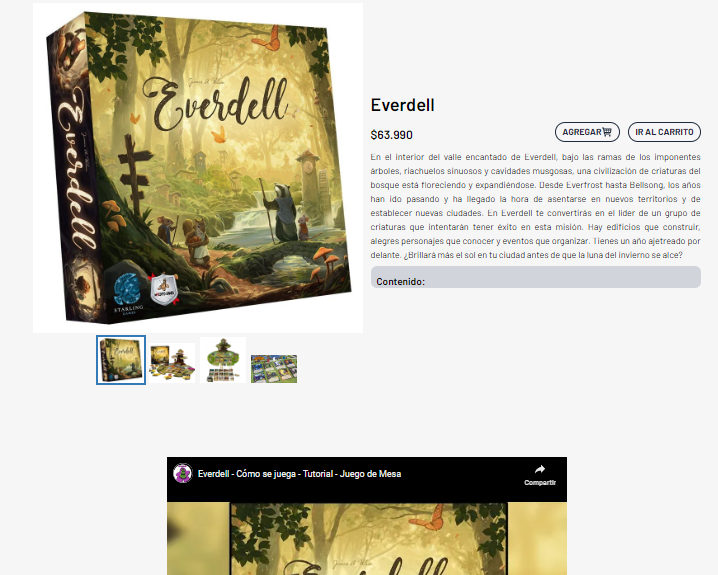 Everdell
Everdell
STARLING
GAMES
Everdell
$63.990
AGREGAR
IR AL CARRITO
En el interior del valle encantado de Everdell, bajo las ramas de los imponentes
árboles, riachuelos sinuosos y cavidades musgosas, una civilización de criaturas del
bosque está floreciendo y expandiéndose. Desde Everfrost hasta Bellsong, los años
han ido pasando y ha llegado la hora de asentarse en nuevos territorios y de
establecer nuevas ciudades. En Everdell te convertirás en el líder de un grupo de
criaturas que intentarán tener éxito en esta misión. Hay edificios que construir,
alegres personajes que conocer y eventos que organizar. Tienes un año ajetreado por
delante. ¿Brillará más el sol en tu ciudad antes de que la luna del invierno se alce?
Contenido:
Everdell - Cómo se juega - Tutorial - Juego de Mesa
Compartir